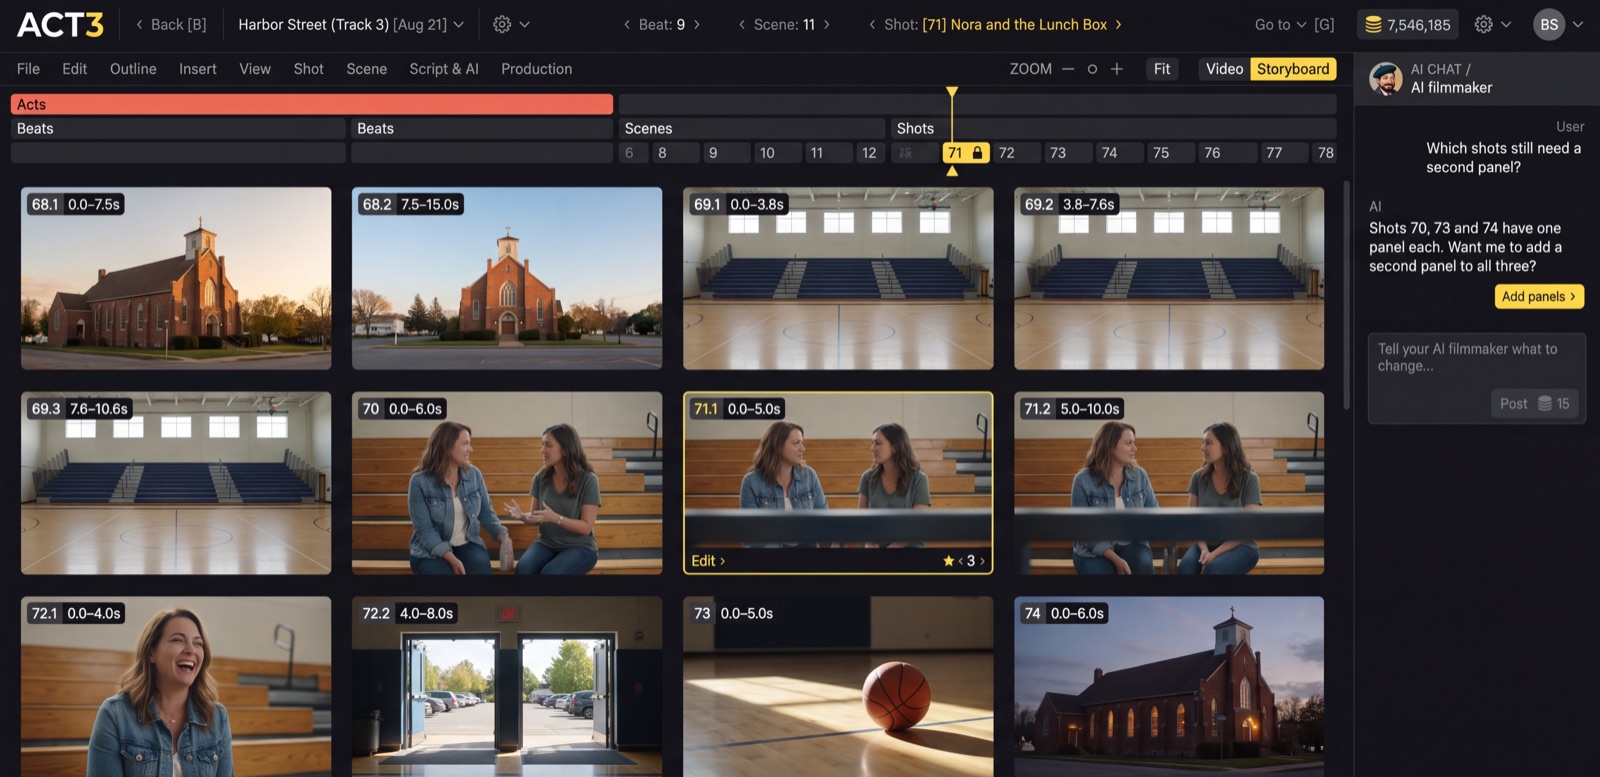 ACT3
Back [B]
Harbor Street (Track 3) [Aug 21]
Beat: 9
Scene: 11
Shot: [71] Nora and the Lunch Box
Go to [G]
7,546,185
BS
File Edit Outline Insert View Shot Scene Script & AI Production
ZOOM
Fit
Video Storyboard
Acts
Beats Beats Scenes Shots
6 8 9 10 11 12 71 72 73 74 75 76 77 78
68.1 0.0–7.5s
68.2 7.5–15.0s
69.1 0.0–3.8s
69.2 3.8–7.6s
69.3 7.6–10.6s
70 0.0–6.0s
71.1 0.0–5.0s
Edit
3
71.2 5.0–10.0s
72.1 0.0–4.0s
72.2 4.0–8.0s
73 0.0–5.0s
74 0.0–6.0s
AI CHAT /
AI filmmaker
User
Which shots still need a
second panel?
AI
Shots 70, 73 and 74 have one
panel each. Want me to add a
second panel to all three?
Add panels
Tell your AI filmmaker what to
change...
Post 15